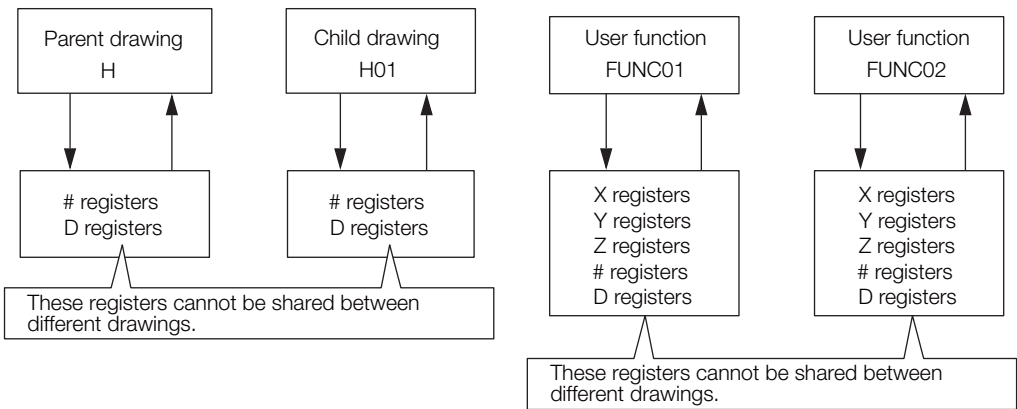 Parent drawing
H
Child drawing
H01
# registers
D registers
# registers
D registers
These registers cannot be shared between
different drawings.
User function
FUNC01
User function
FUNC02
X registers
Y registers
Z registers
# registers
D registers
X registers
Y registers
Z registers
# registers
D registers
These registers cannot be shared between
different drawings.